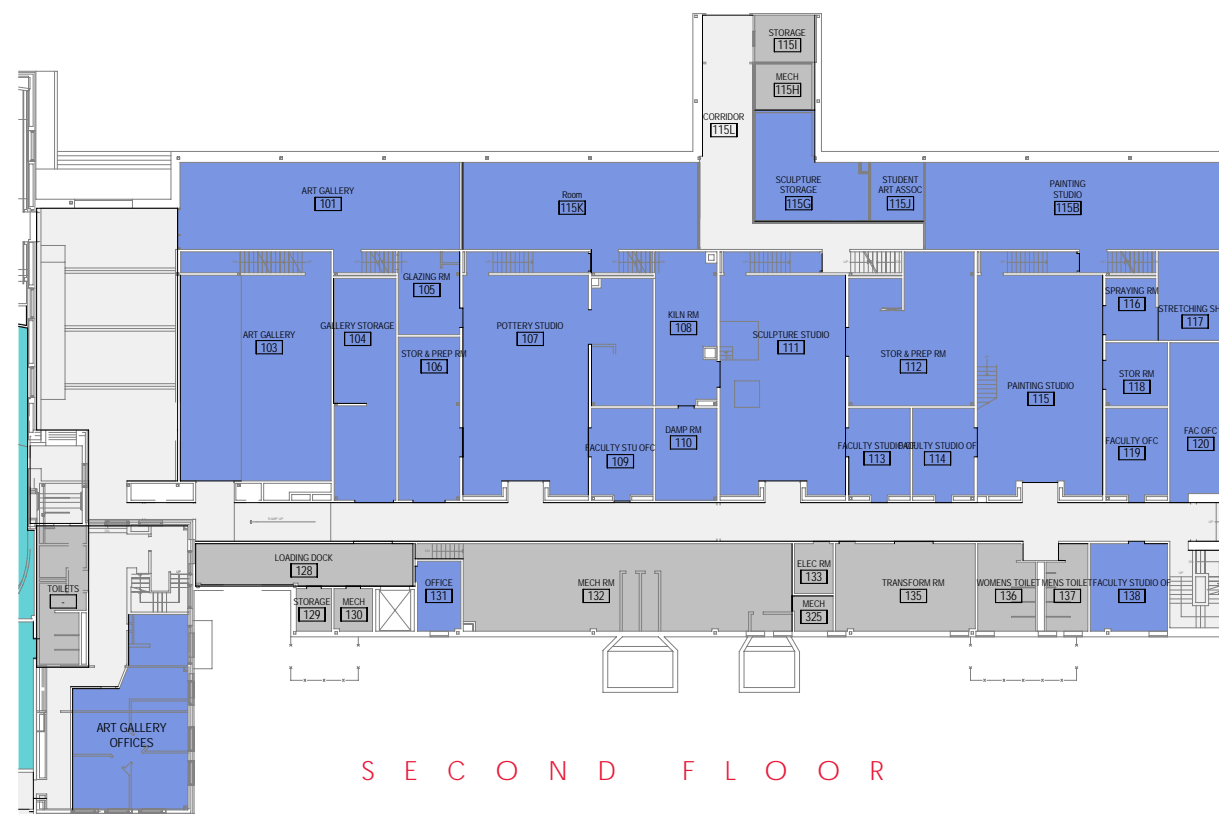 STORAGE
115I
MECH
115H
CORRIDOR
115L
ART GALLERY
101
Room
115K
SCULPTURE
STORAGE
115G
STUDENT
ART ASSOC
115J
PAINTING
STUDIO
115B
GLAZING RM
105
SPRAYING RM
116
STRETCHING SH
117
ART GALLERY
103
GALLERY STORAGE
104
STOR & PREP RM
106
POTTERY STUDIO
107
KILN RM
108
SCULPTURE STUDIO
111
STOR & PREP RM
112
PAINTING STUDIO
115
STOR RM
118
FACULTY STU OFC
109
DAMP RM
110
FACULTY STUDIO OF
113
FACULTY STUDIO OF
114
FACULTY OFC
119
FAC OFC
120
RAMP UP
LOADING DOCK
128
TOILETS
-
STORAGE
129
MECH
130
OFFICE
131
MECH RM
132
ELEC RM
133
MECH
325
TRANSFORM RM
135
WOMENS TOILET
136
MENS TOILET
137
FACULTY STUDIO OF
138
ART GALLERY
OFFICES
SECOND FLOOR